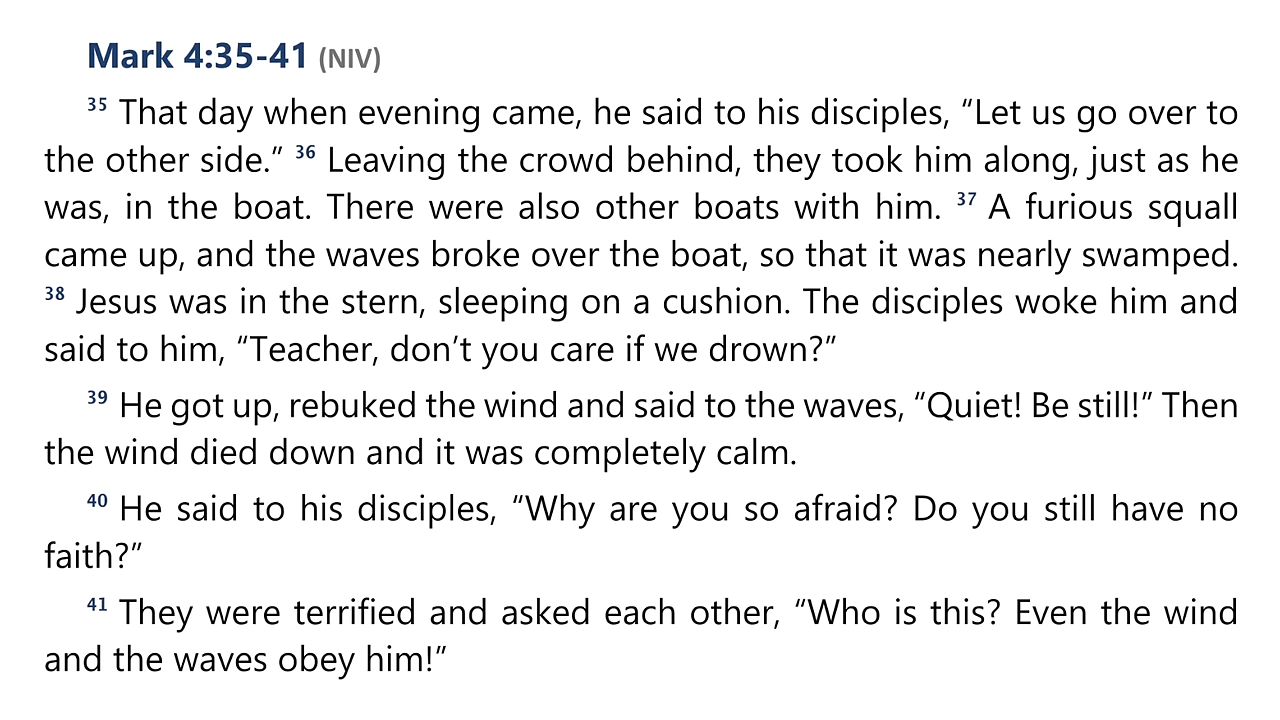 Mark 4:35-41 (NIV)
35 That day when evening came, he said to his disciples, “Let us go over to
the other side.” 36 Leaving the crowd behind, they took him along, just as he
was, in the boat. There were also other boats with him. 37 A furious squall
came up, and the waves broke over the boat, so that it was nearly swamped.
38 Jesus was in the stern, sleeping on a cushion. The disciples woke him and
said to him, “Teacher, don’t you care if we drown?”
39 He got up, rebuked the wind and said to the waves, “Quiet! Be still!” Then
the wind died down and it was completely calm.
40 He said to his disciples, “Why are you so afraid? Do you still have no
faith?”
41 They were terrified and asked each other, “Who is this? Even the wind
and the waves obey him!”